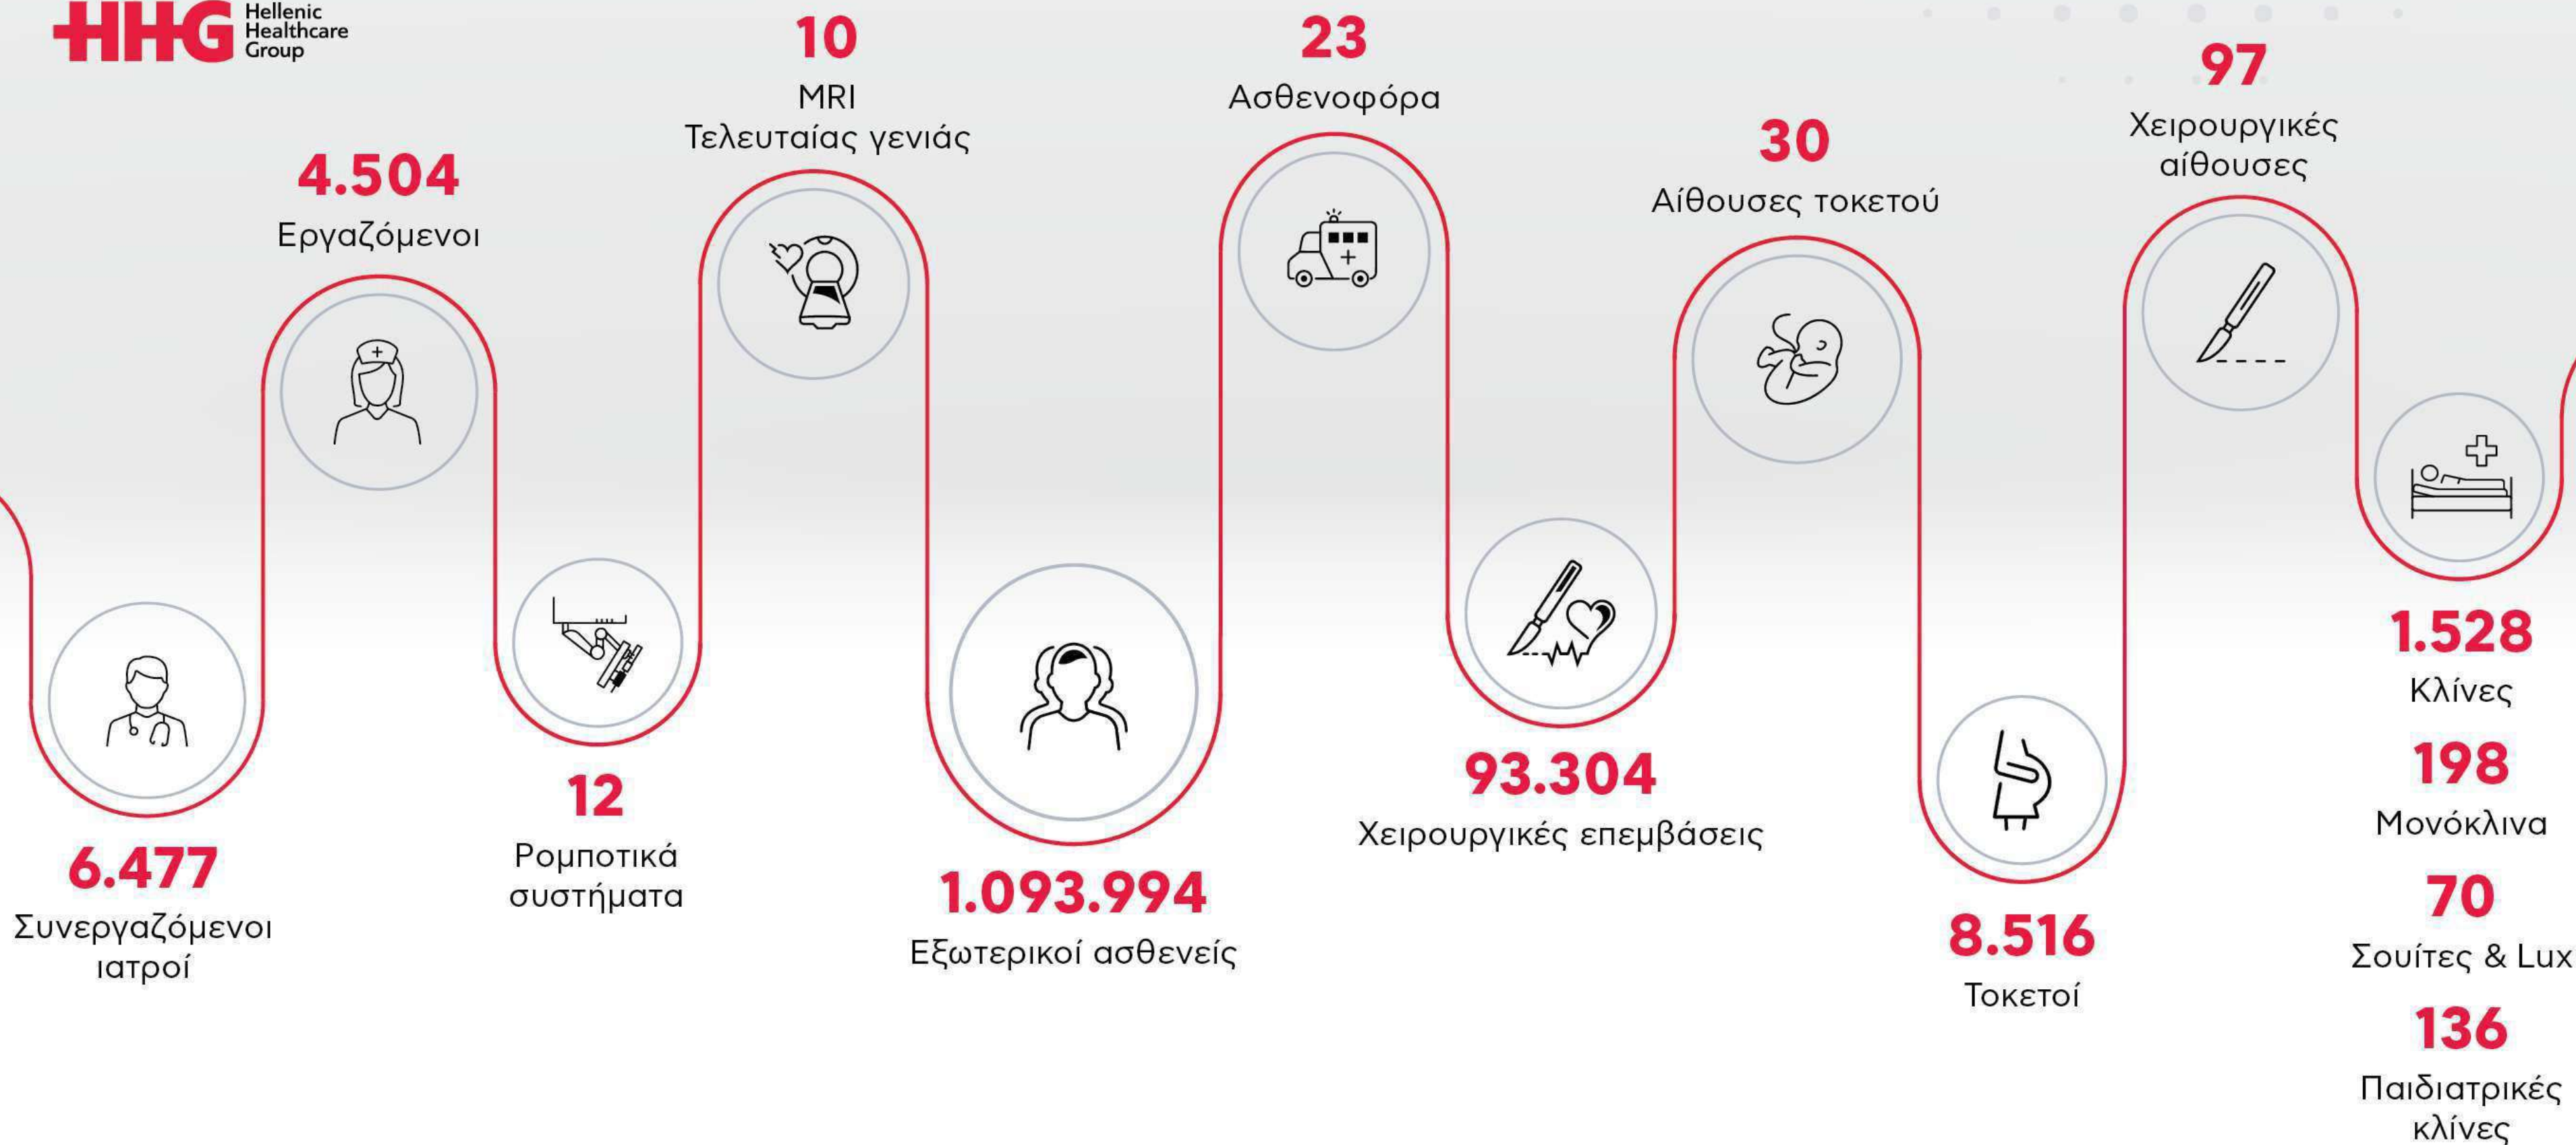 HHG
Hellenic
Healthcare
Group
6.477
Συνεργαζόμενοι
ιατροί
4.504
Εργαζόμενοι
12
Ρομποτικά
συστήματα
10
MRI
Τελευταίας γενιάς
1.093.994
Εξωτερικοί ασθενείς
23
Ασθενοφόρα
93.304
Χειρουργικές επεμβάσεις
30
Αίθουσες τοκετού
8.516
Τοκετοί
97
Χειρουργικές
αίθουσες
1.528
Κλίνες
198
Μονόκλινα
70
Σουίτες & Lux
136
Παιδιατρικές
κλίνες